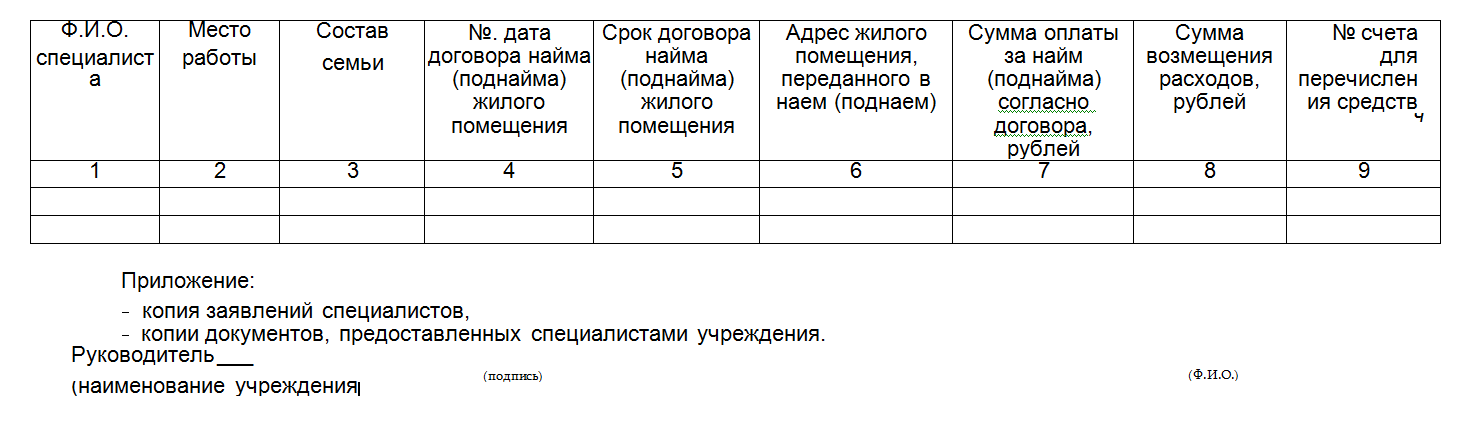 Ф.И.О.
специалист
а
Место
работы
Состав
семьи
№. дата
договора найма
(поднайма)
жилого
помещения
Срок договора
найма
(поднайма)
жилого
помещения
Адрес жилого
помещения,
переданного в
наем (поднаем)
Сумма оплаты
за найм
(поднайма)
согласно
договора,
рублей
Сумма
возмещения
расходов,
рублей
№ счета
для
перечислен
ия средств
ч
1 2 3 4 5 6 7 8 9
Приложение:
- копия заявлений специалистов,
- копии документов, предоставленных специалистами учреждения.
Руководитель___
(подпись) (Ф.И.О.)
(наименование учреждения